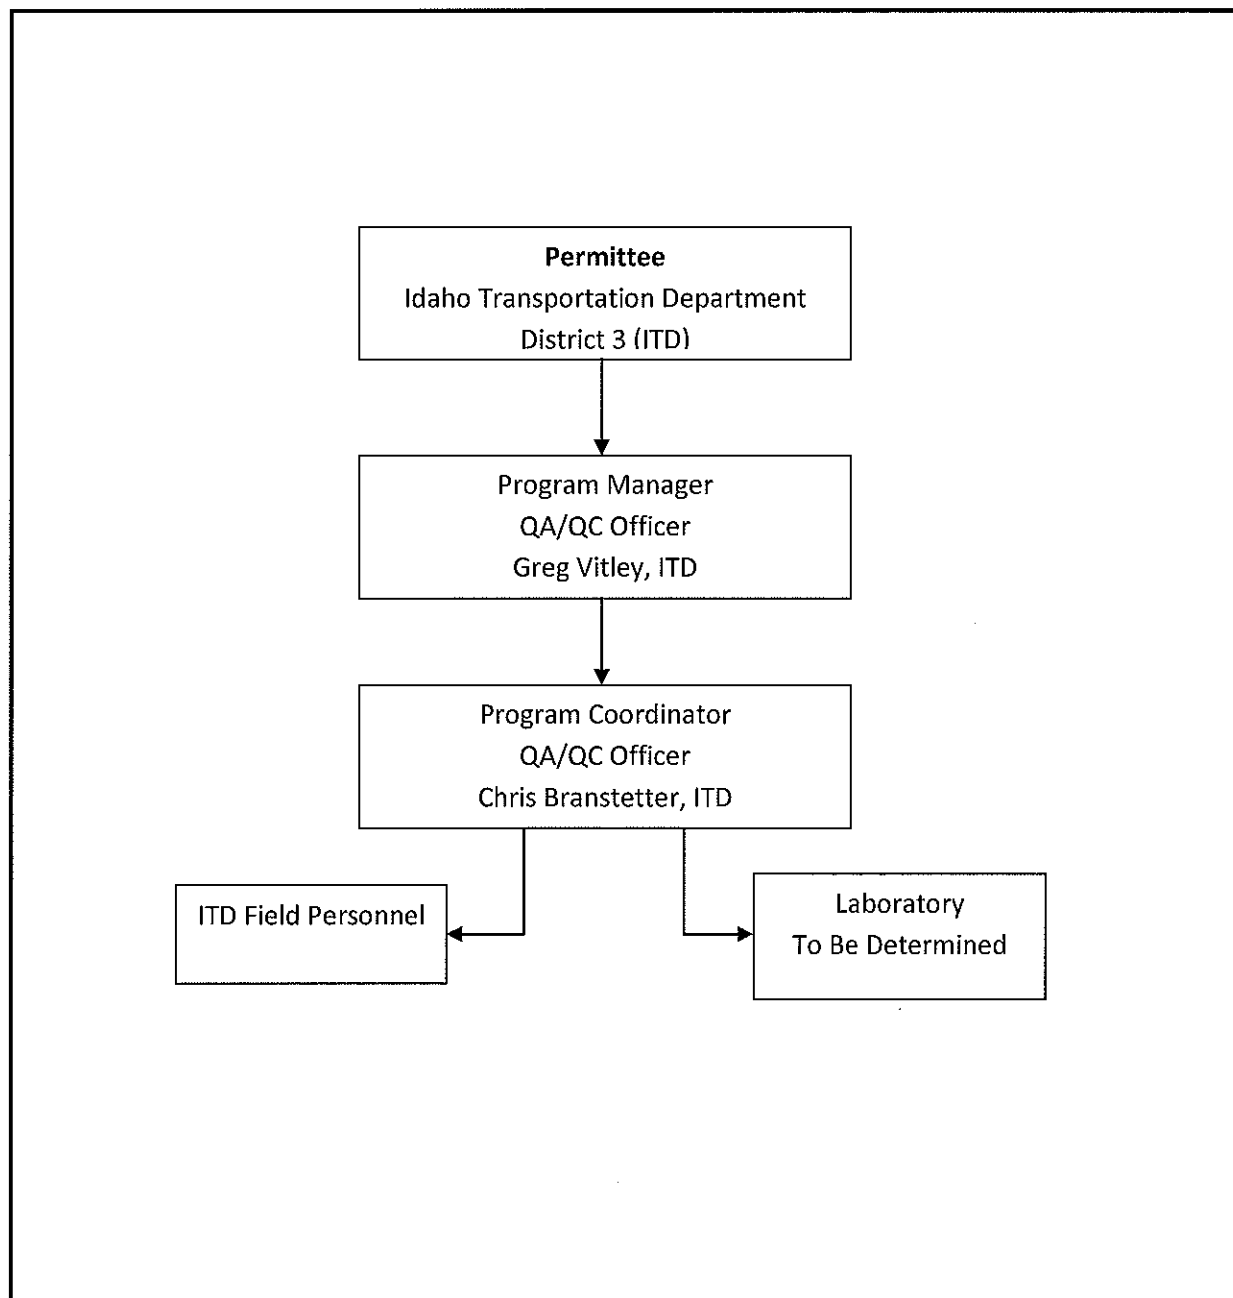 Permittee
Idaho Transportation Department
District 3 (ITD)
Program Manager
QA/QC Officer
Greg Vitley, ITD
Program Coordinator
QA/QC Officer
Chris Branstetter, ITD
ITD Field Personnel
Laboratory
To Be Determined